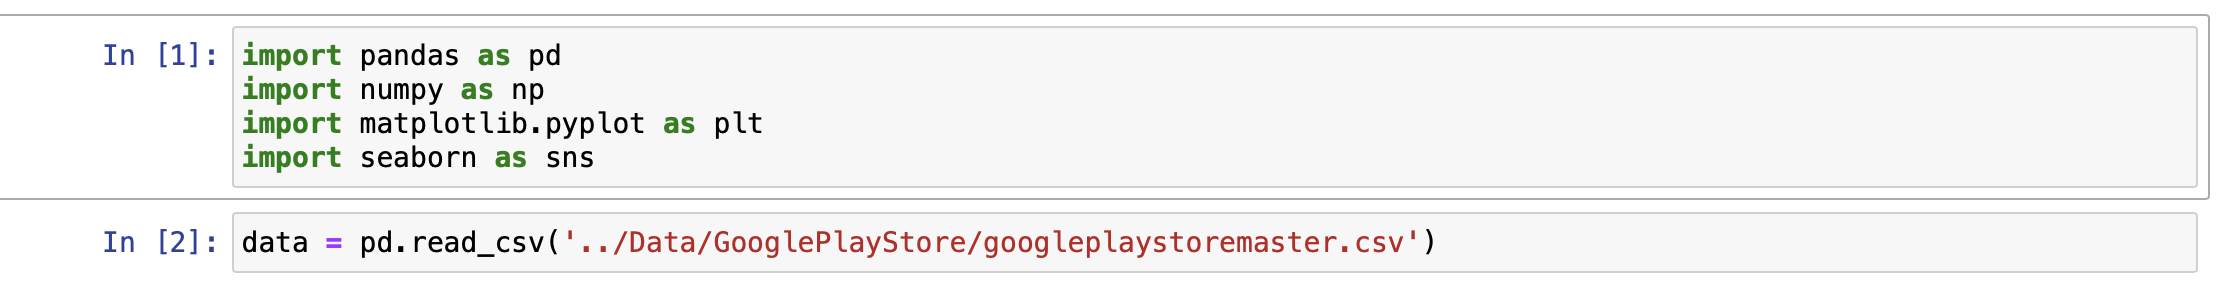 In [1]: import pandas as pd
import numpy as np
import matplotlib.pyplot as plt
import seaborn as sns
In [2]: data = pd.read_csv('../Data/GooglePlayStore/googleplaystoremaster.csv')